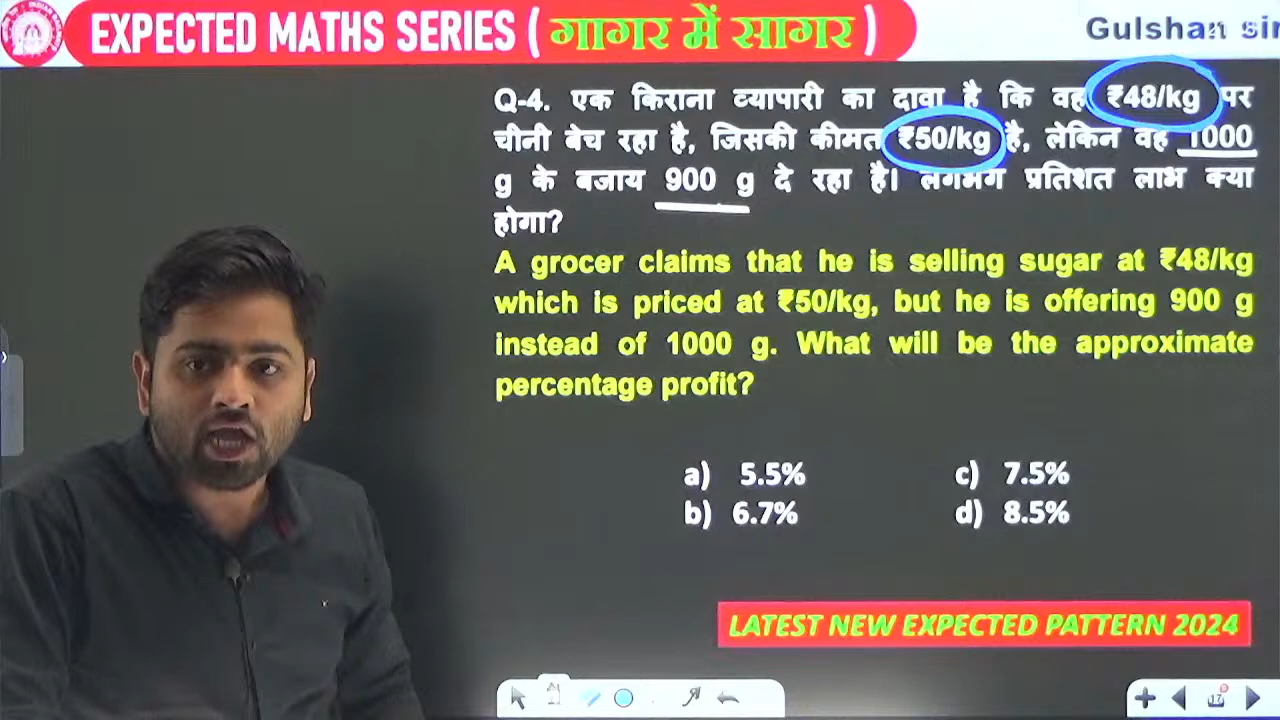 EXPECTED MATHS SERIES ( गागर में सागर )
Gulshan sir
Q-4. एक किराना व्यापारी का दावा है कि वह ₹48/kg पर
चीनी बेच रहा है, जिसकी कीमत ₹50/kg है, लेकिन वह 1000
g के बजाय 900 g दे रहा है। लगभग प्रतिशत लाभ क्या
होगा?
A grocer claims that he is selling sugar at ₹48/kg
which is priced at ₹50/kg, but he is offering 900 g
instead of 1000 g. What will be the approximate
percentage profit?
a) 5.5%
c) 7.5%
b) 6.7%
d) 8.5%
LATEST NEW EXPECTED PATTERN 2024
17